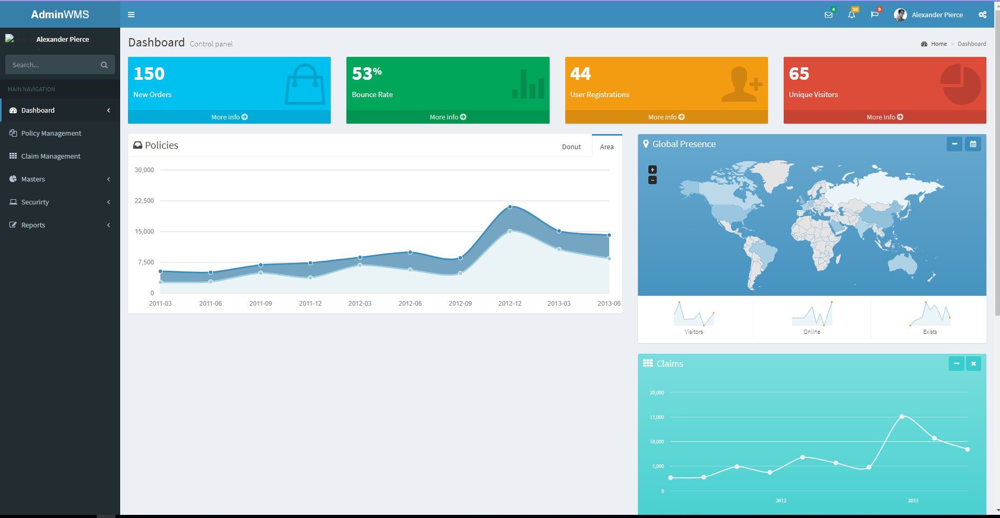 AdminWMS
4
10
9
Alexander Pierce
Alexander Pierce
Search...
MAIN NAVIGATION
Dashboard
Policy Management
Claim Management
Masters
Securirty
Reports
Dashboard Control panel
Home > Dashboard
150
New Orders
More info
53%
Bounce Rate
More info
44
User Registrations
More info
65
Unique Visitors
More info
Policies
Donut
Area
30,000
22,500
15,000
7,500
0
2011-03 2011-06 2011-09 2011-12 2012-03 2012-06 2012-09 2012-12 2013-03 2013-06
Global Presence
+
−
Visitors
Online
Exists
Claims
20,000
15,000
10,000
5,000
0
2012 2013